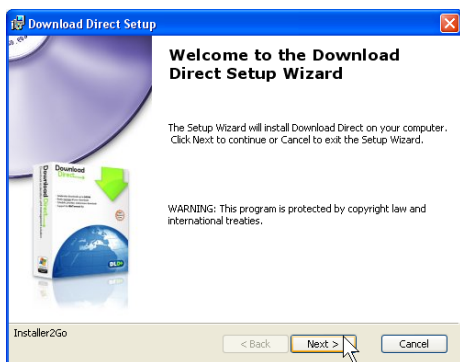 Download Direct Setup
Welcome to the Download
Direct Setup Wizard
The Setup Wizard will install Download Direct on your computer.
Click Next to continue or Cancel to exit the Setup Wizard.
Download
Direct
Download
Direct
WARNING: This program is protected by copyright law and
international treaties.
Installer2Go
< Back
Next >
Cancel